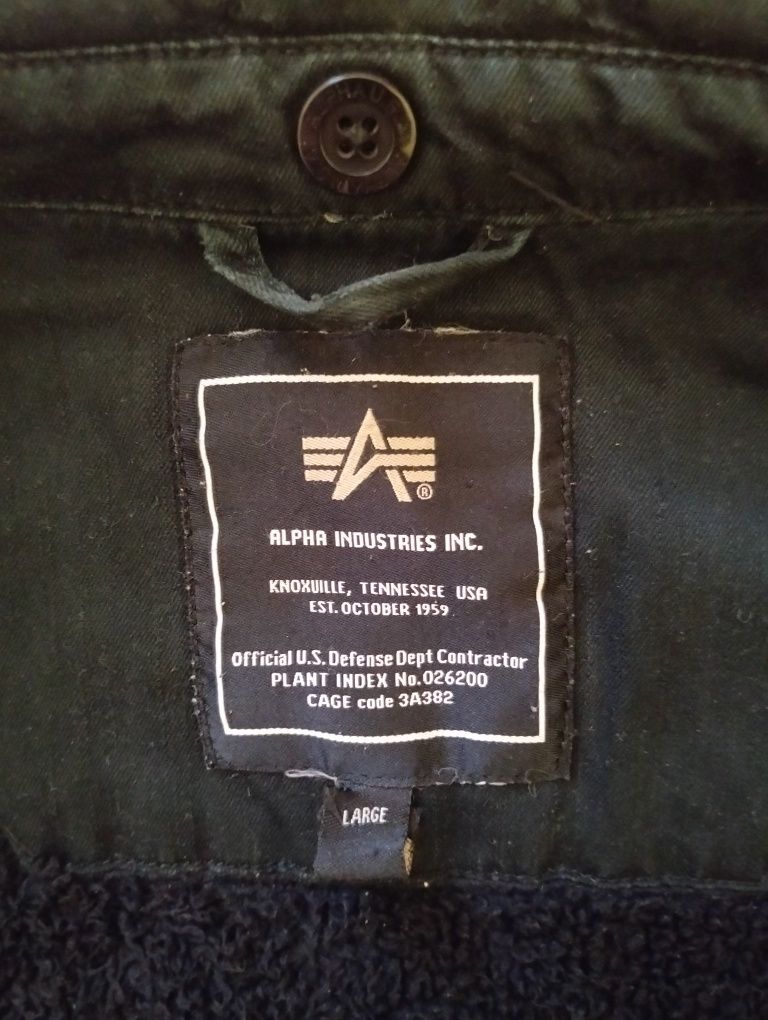 ALPHA INDUSTRIES INC.
KNOXVILLE, TENNESSEE USA
EST. OCTOBER 1959
Official U.S. Defense Dept Contractor
PLANT INDEX No. 026200
CAGE code 3A382
LARGE